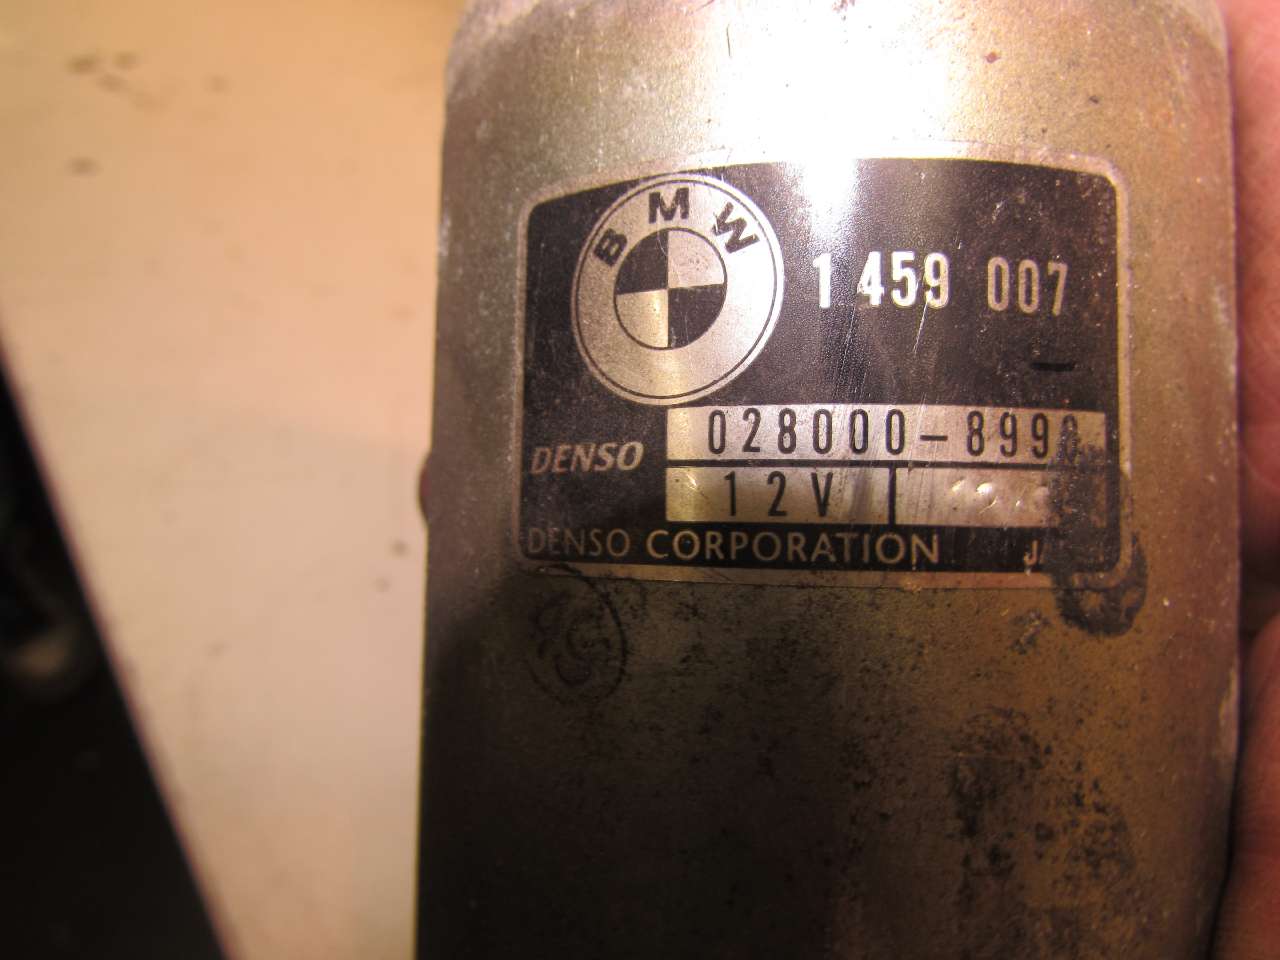 BMW
1 459 007
028000-899
DENSO
12V
DENSO CORPORATION